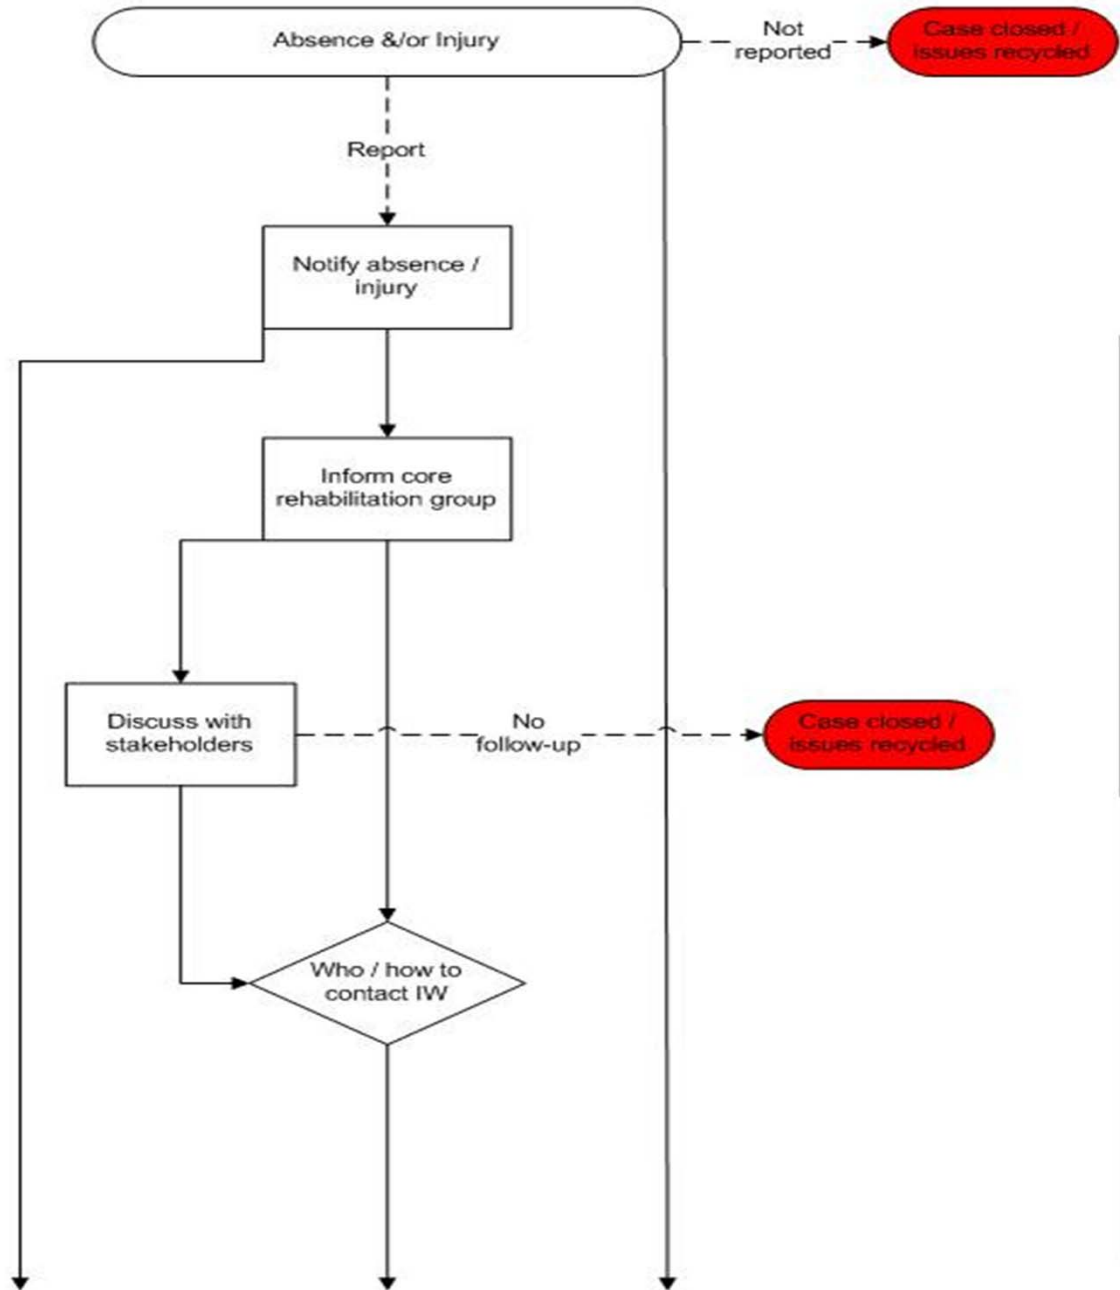 Absence &/or Injury
Not
reported
Case closed /
issues recycled
Report
Notify absence /
injury
Inform core
rehabilitation group
Discuss with
stakeholders
No
follow-up
Case closed /
issues recycled
Who / how to
contact IW